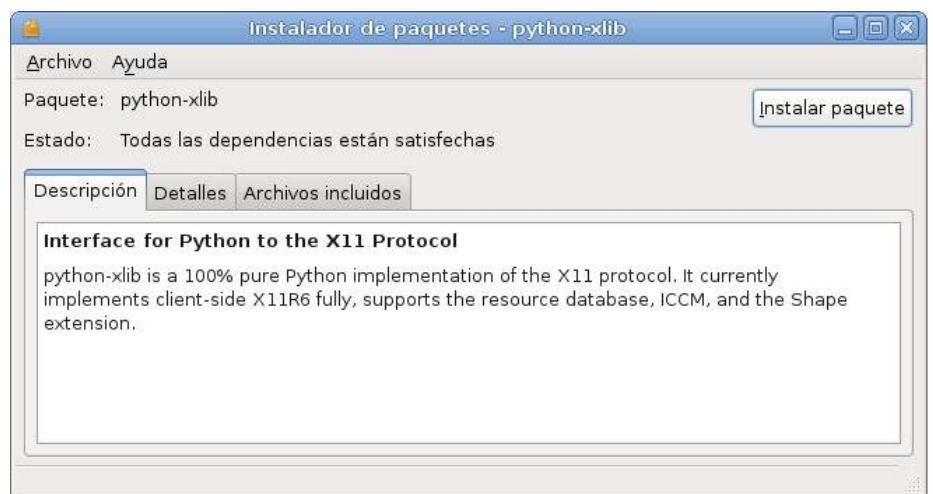 Instalador de paquetes - python-xlib
Archivo Ayuda
Paquete: python-xlib
Instalar paquete
Estado: Todas las dependencias están satisfechas
Descripción Detalles Archivos incluidos
Interface for Python to the X11 Protocol
python-xlib is a 100% pure Python implementation of the X11 protocol. It currently
implements client-side X11R6 fully, supports the resource database, ICCM, and the Shape
extension.